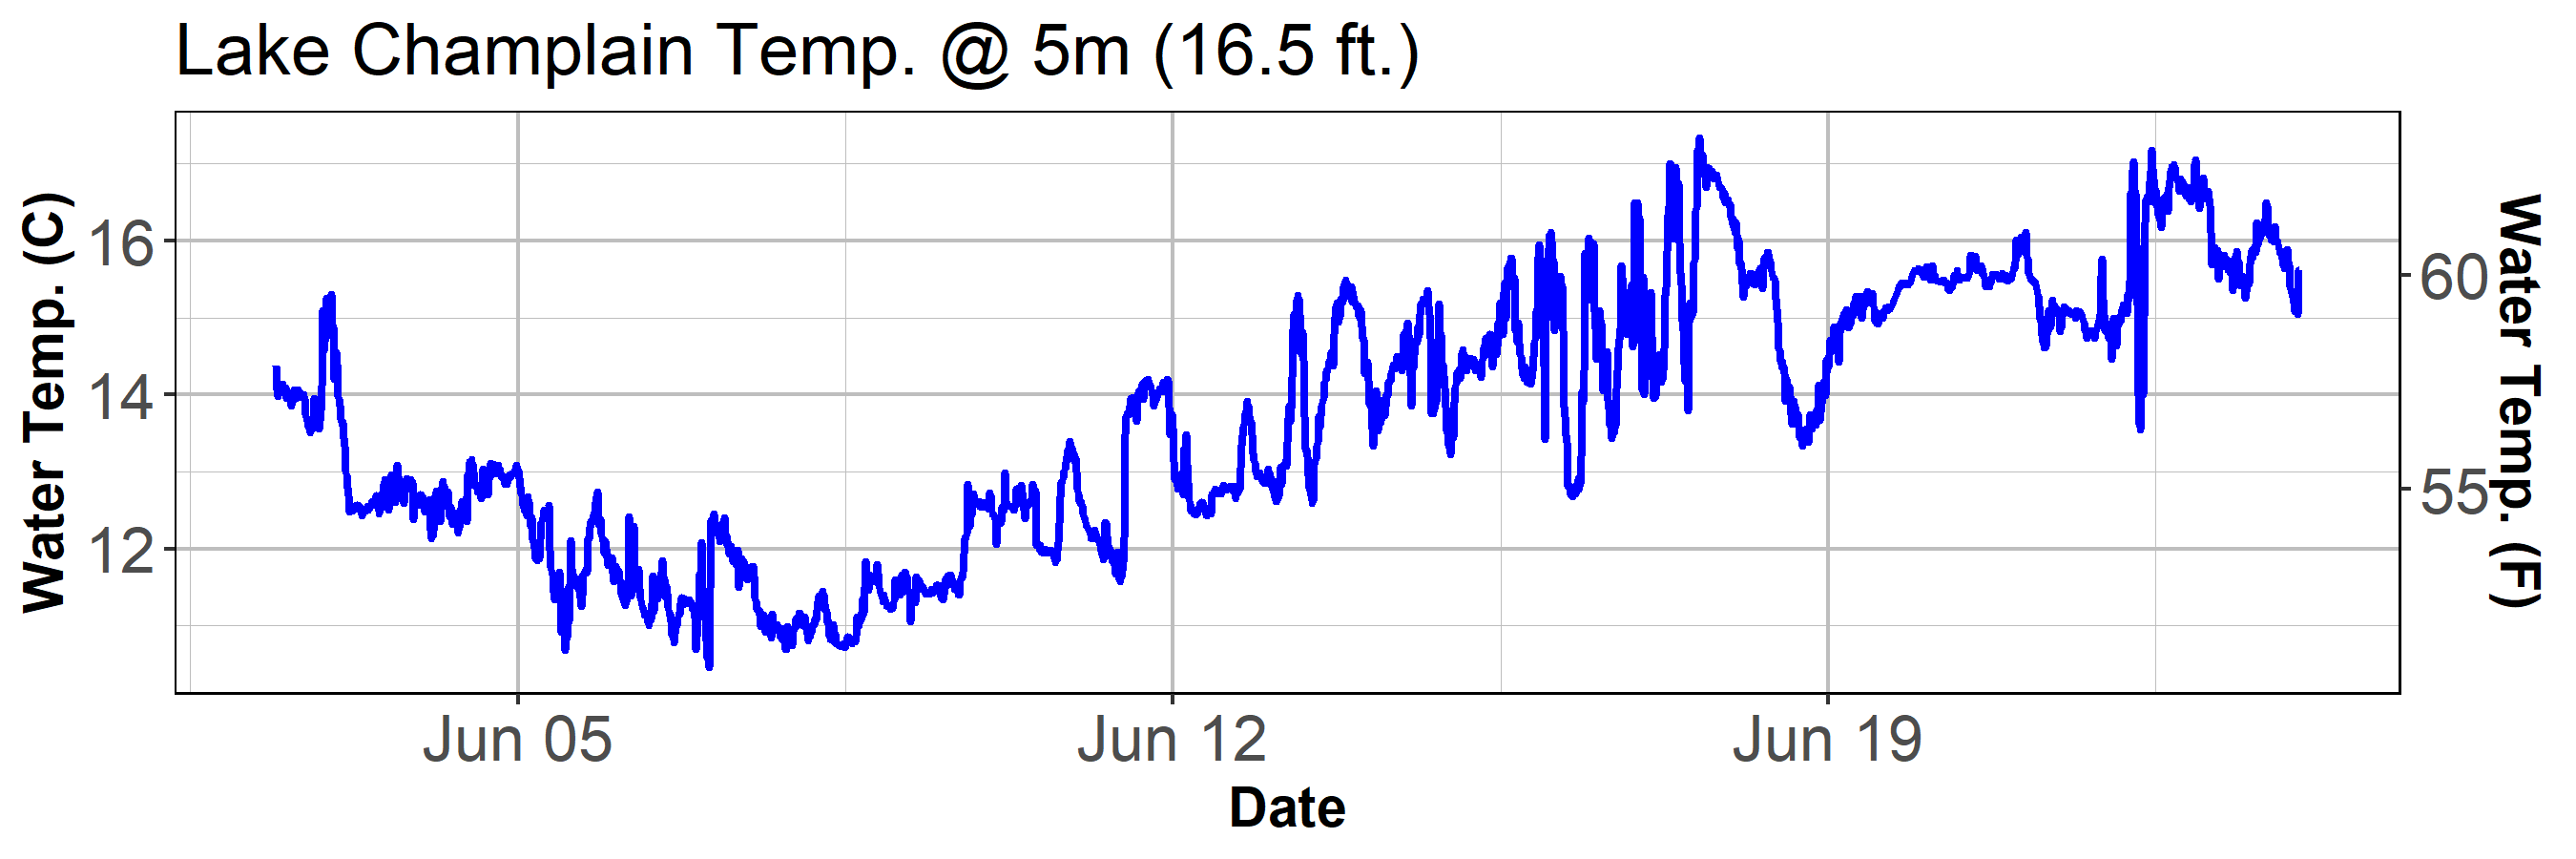 Lake Champlain Temp. @ 5m (16.5 ft.)
Water Temp. (C)
16
14
12
60
55
Water Temp. (F)
Jun 05
Jun 12
Jun 19
Date